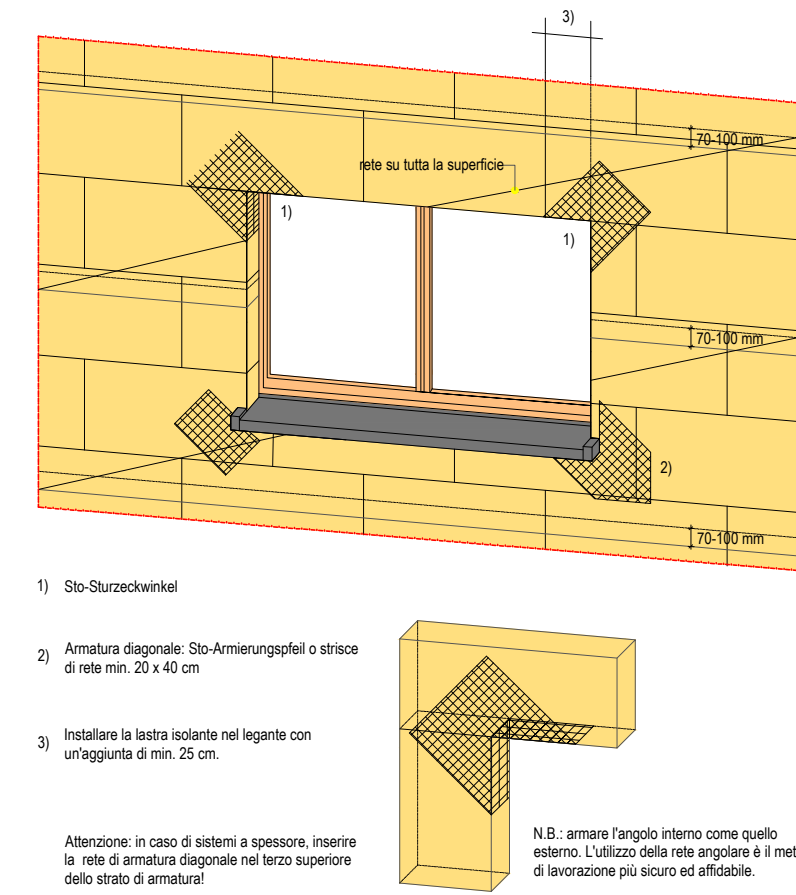 3)
70-100 mm
rete su tutta la superficie
1)
1)
70-100 mm
2)
70-100 mm
1) Sto-Sturzeckwinkel
2) Armatura diagonale: Sto-Armierungspfeil o strisce
di rete min. 20 x 40 cm
3) Installare la lastra isolante nel legante con
un'aggiunta di min. 25 cm.
Attenzione: in caso di sistemi a spessore, inserire
la rete di armatura diagonale nel terzo superiore
dello strato di armatura!
N.B.: armare l'angolo interno come quello
esterno. L'utilizzo della rete angolare è il met
di lavorazione più sicuro ed affidabile.